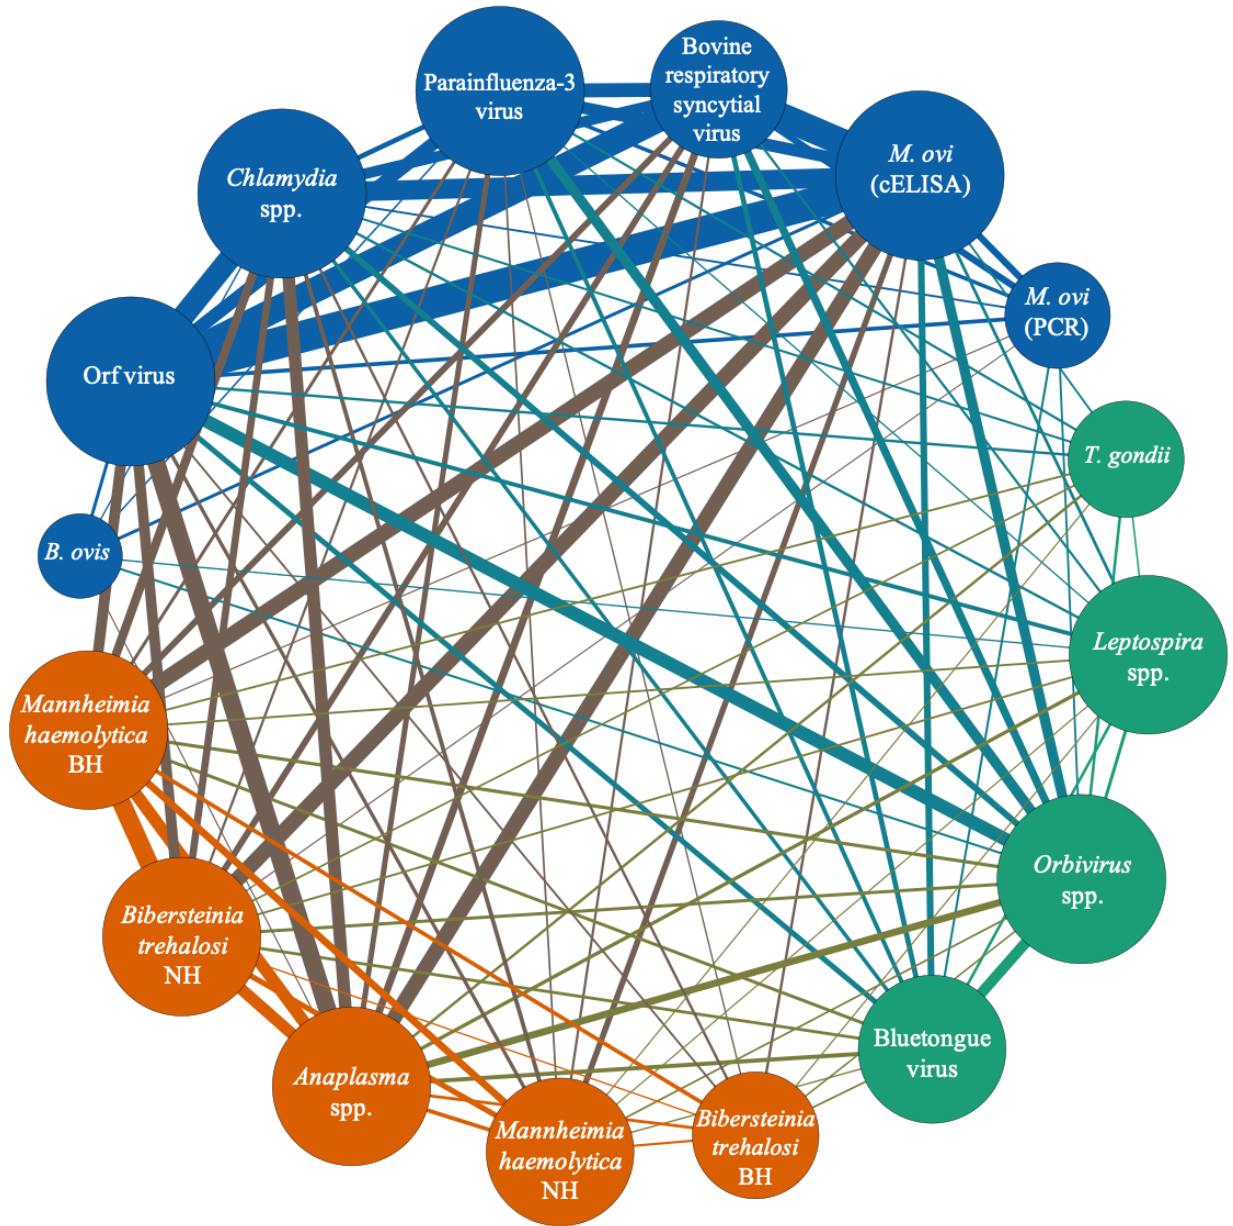 Parainfluenza-3
virus
Bovine
respiratory
syncytial
virus
M. ovi
(cELISA)
M. ovi
(PCR)
T. gondii
Leptospira
spp.
Orbivirus
spp.
Bluetongue
virus
Bibersteinia
trehalosi
BH
Mannheimia
haemolytica
NH
Anaplasma
spp.
Bibersteinia
trehalosi
NH
Mannheimia
haemolytica
BH
B. ovis
Orf virus
Chlamydia
spp.